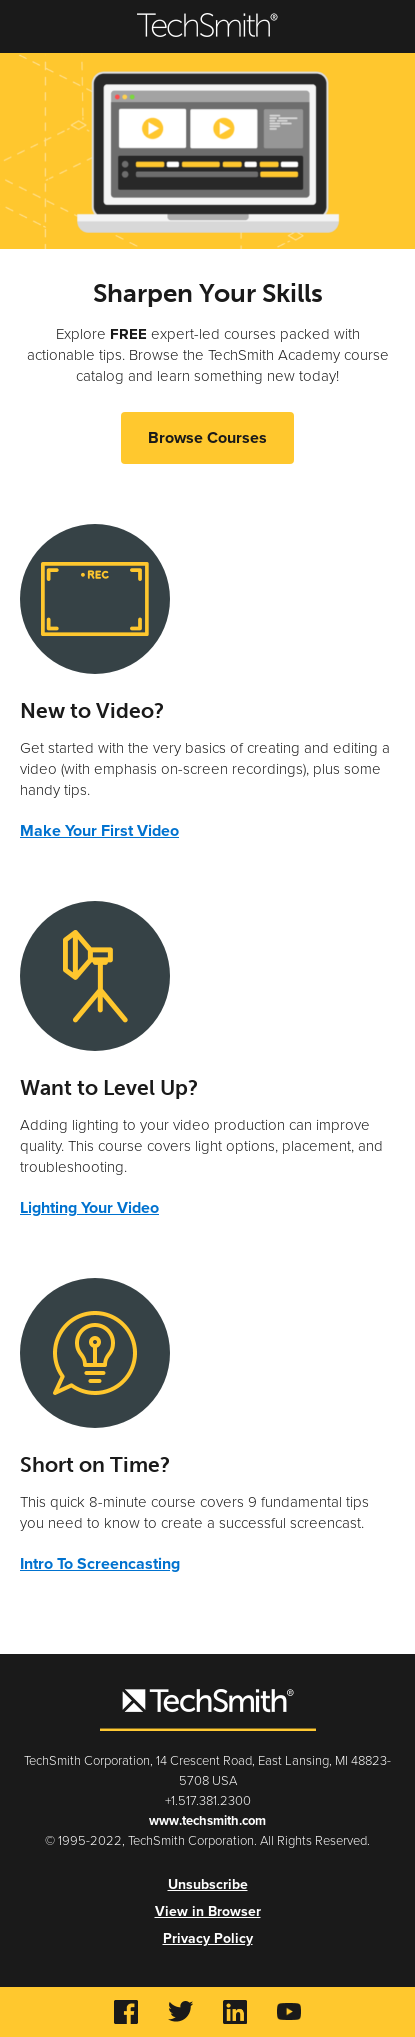 TechSmith®
Sharpen Your Skills
Explore FREE expert-led courses packed with
actionable tips. Browse the TechSmith Academy course
catalog and learn something new today!
Browse Courses
• REC
New to Video?
Get started with the very basics of creating and editing a
video (with emphasis on-screen recordings), plus some
handy tips.
Make Your First Video
Want to Level Up?
Adding lighting to your video production can improve
quality. This course covers light options, placement, and
troubleshooting.
Lighting Your Video
Short on Time?
This quick 8-minute course covers 9 fundamental tips
you need to know to create a successful screencast.
Intro To Screencasting
TechSmith®
TechSmith Corporation, 14 Crescent Road, East Lansing, MI 48823-
5708 USA
+1.517.381.2300
www.techsmith.com
© 1995-2022, TechSmith Corporation. All Rights Reserved.
Unsubscribe
View in Browser
Privacy Policy